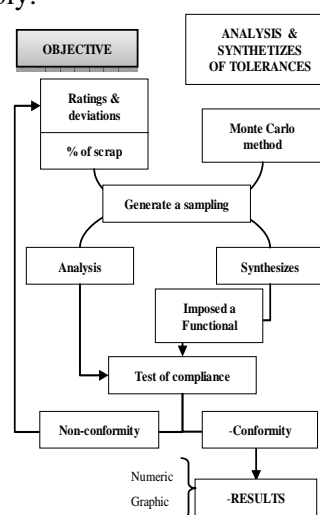 ory.
OBJECTIVE
ANALYSIS &
SYNTHETIZES
OF TOLERANCES
Ratings &
deviations
% of scrap
Monte Carlo
method
Generate a sampling
Analysis
Synthesizes
Imposed a
Functional
Test of compliance
Non-conformity
-Conformity
Numeric
Graphic
-RESULTS